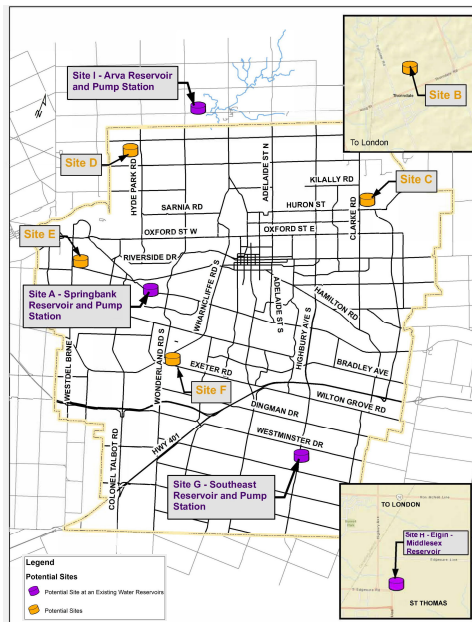 Site I - Arva Reservoir
and Pump Station
Site B
Thorndale
To London
Site D
HYDE PARK RD
ADELAIDE ST N
KILALLY RD
Site C
SARNIA RD
HURON ST
CLARKE RD
OXFORD ST W
OXFORD ST E
Site E
RIVERSIDE DR
WHARNCLIFFE RD S
Site A - Springbank
Reservoir and Pump
Station
ADELAIDE ST S
HAMILTON RD
HIGHBURY AVE S
WESTDEL BRNE
WONDERLAND RD S
BRADLEY AVE
EXETER RD
Site F
WILTON GROVE RD
DINGMAN DR
WESTMINSTER DR
HWY 401
COLONEL TALBOT RD
Site G - Southeast
Reservoir and Pump
Station
TO LONDON
Site H - Elgin -
Middlesex
Reservoir
ST THOMAS
Legend
Potential Sites
Potential Site at an Existing Water Reservoirs
Potential Sites